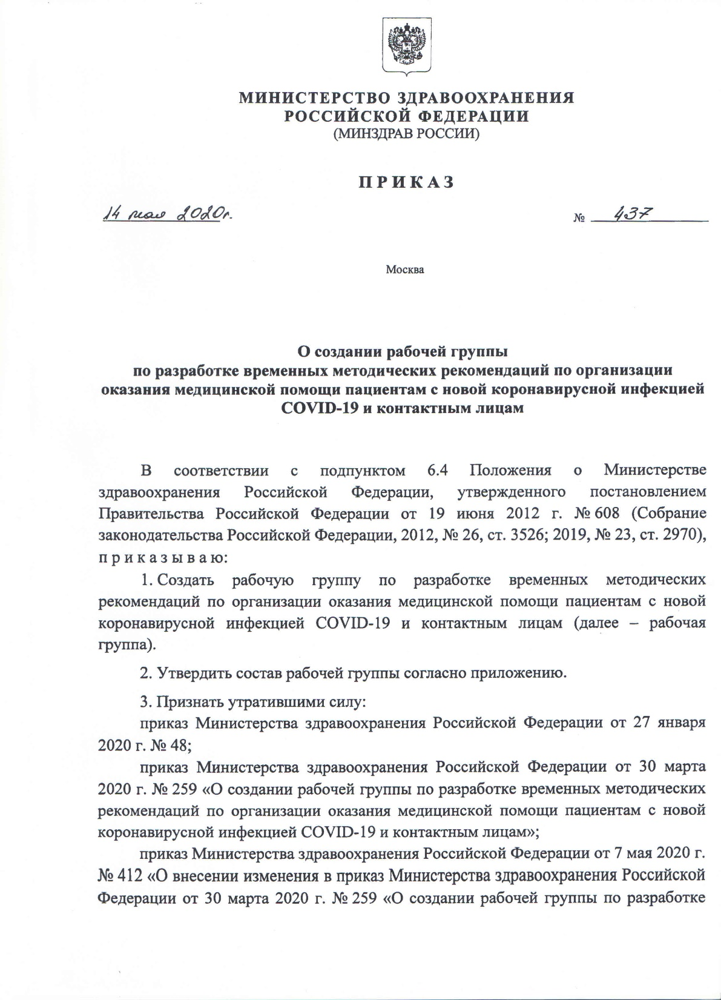 МИНИСТЕРСТВО ЗДРАВООХРАНЕНИЯ
РОССИЙСКОЙ ФЕДЕРАЦИИ
(МИНЗДРАВ РОССИИ)
П Р И К А З
14 мая 2020г.
№ 437
Москва
О создании рабочей группы
по разработке временных методических рекомендаций по организации
оказания медицинской помощи пациентам с новой коронавирусной инфекцией
COVID-19 и контактным лицам
В соответствии с подпунктом 6.4 Положения о Министерстве
здравоохранения Российской Федерации, утвержденного постановлением
Правительства Российской Федерации от 19 июня 2012 г. № 608 (Собрание
законодательства Российской Федерации, 2012, № 26, ст. 3526; 2019, № 23, ст. 2970),
п р и к а з ы в а ю:
1. Создать рабочую группу по разработке временных методических
рекомендаций по организации оказания медицинской помощи пациентам с новой
коронавирусной инфекцией COVID-19 и контактным лицам (далее – рабочая
группа).
2. Утвердить состав рабочей группы согласно приложению.
3. Признать утратившими силу:
приказ Министерства здравоохранения Российской Федерации от 27 января
2020 г. № 48;
приказ Министерства здравоохранения Российской Федерации от 30 марта
2020 г. № 259 «О создании рабочей группы по разработке временных методических
рекомендаций по организации оказания медицинской помощи пациентам с новой
коронавирусной инфекцией COVID-19 и контактным лицам»;
приказ Министерства здравоохранения Российской Федерации от 7 мая 2020 г.
№ 412 «О внесении изменения в приказ Министерства здравоохранения Российской
Федерации от 30 марта 2020 г. № 259 «О создании рабочей группы по разработке